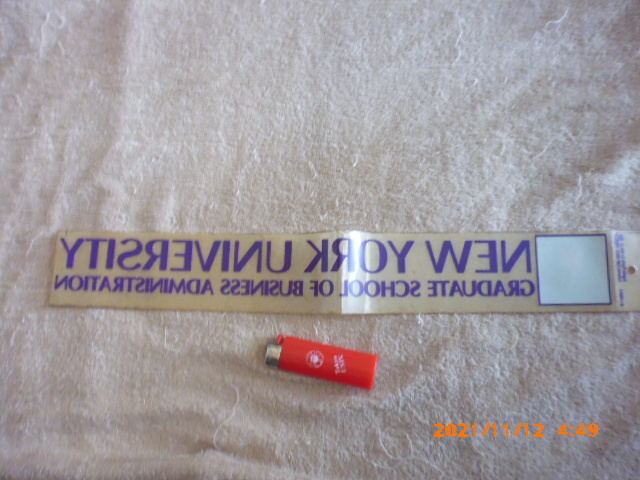 NEW YORK UNIVERSITY
GRADUATE SCHOOL OF BUSINESS ADMINISTRATION
2021/11/12 4:49